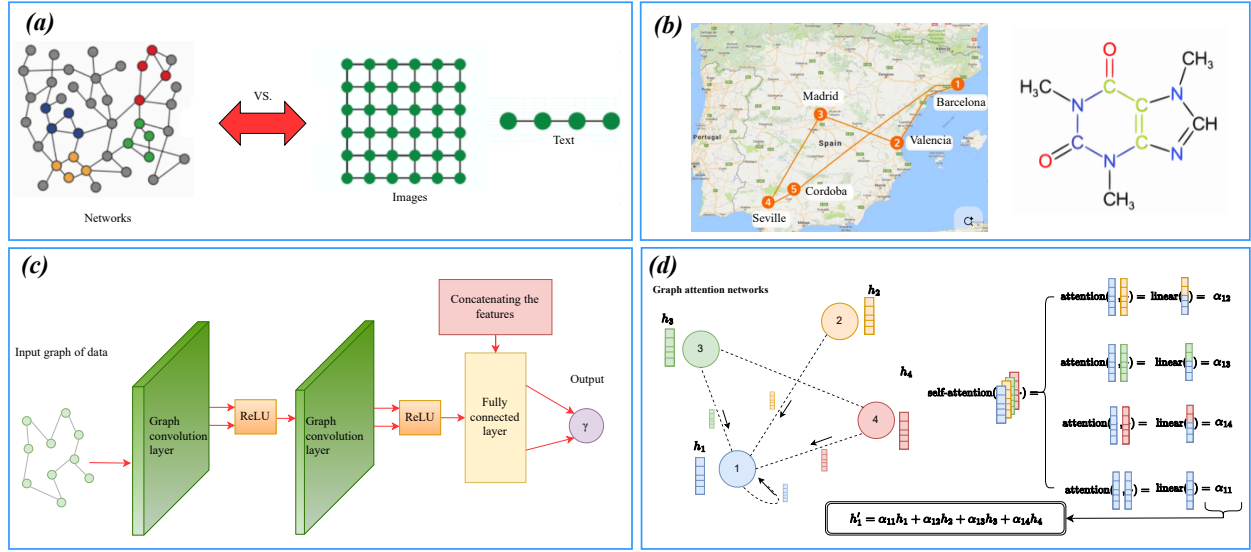 (a)
VS.
Networks
Images
Text
(b)
Madrid
3
1
Barcelona
Portugal
Spain
2
Valencia
5
Cordoba
4
Seville
O
CH₃
H₃C
N
C
N
C
CH
C
C
O
N
N
CH₃
(c)
Concatenating the
features
Input graph of data
Output
Graph
convolution
layer
ReLU
Graph
convolution
layer
ReLU
Fully
connected
layer
γ
(d)
Graph attention networks
h₂
2
h₃
3
h₄
4
h₁
1
self-attention( · ) =
attention( , ) = linear( ) = α₁₂
attention( , ) = linear( ) = α₁₃
attention( , ) = linear( ) = α₁₄
attention( , ) = linear( ) = α₁₁
h′₁ = α₁₁h₁ + α₁₂h₂ + α₁₃h₃ + α₁₄h₄